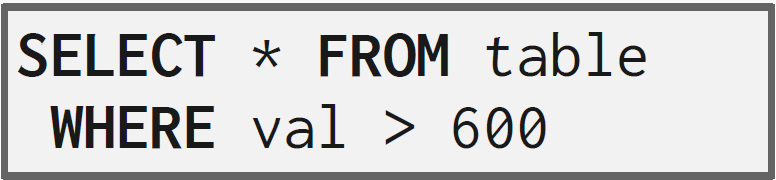 SELECT * FROM table
WHERE val > 600